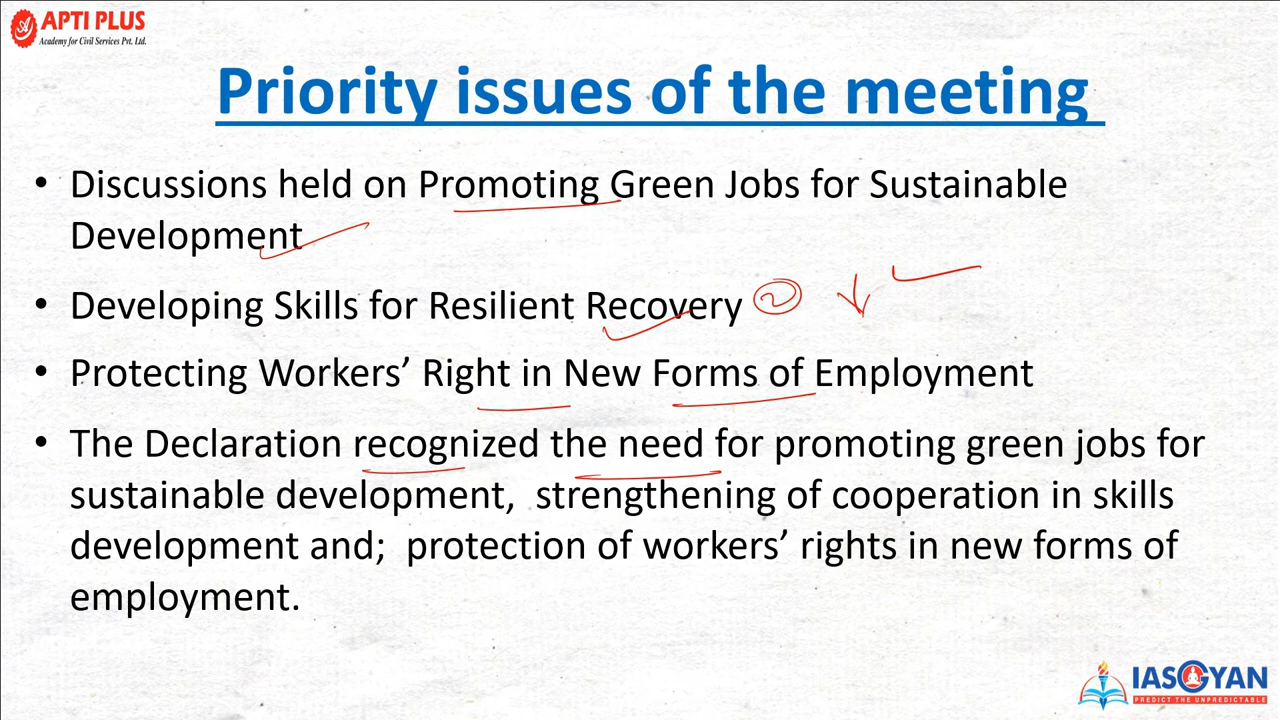 APTI PLUS
Academy for Civil Services Pvt. Ltd.
Priority issues of the meeting
• Discussions held on Promoting Green Jobs for Sustainable
Development
• Developing Skills for Resilient Recovery
• Protecting Workers’ Right in New Forms of Employment
• The Declaration recognized the need for promoting green jobs for
sustainable development, strengthening of cooperation in skills
development and; protection of workers’ rights in new forms of
employment.
IASGYAN
PREDICT THE UNPREDICTABLE